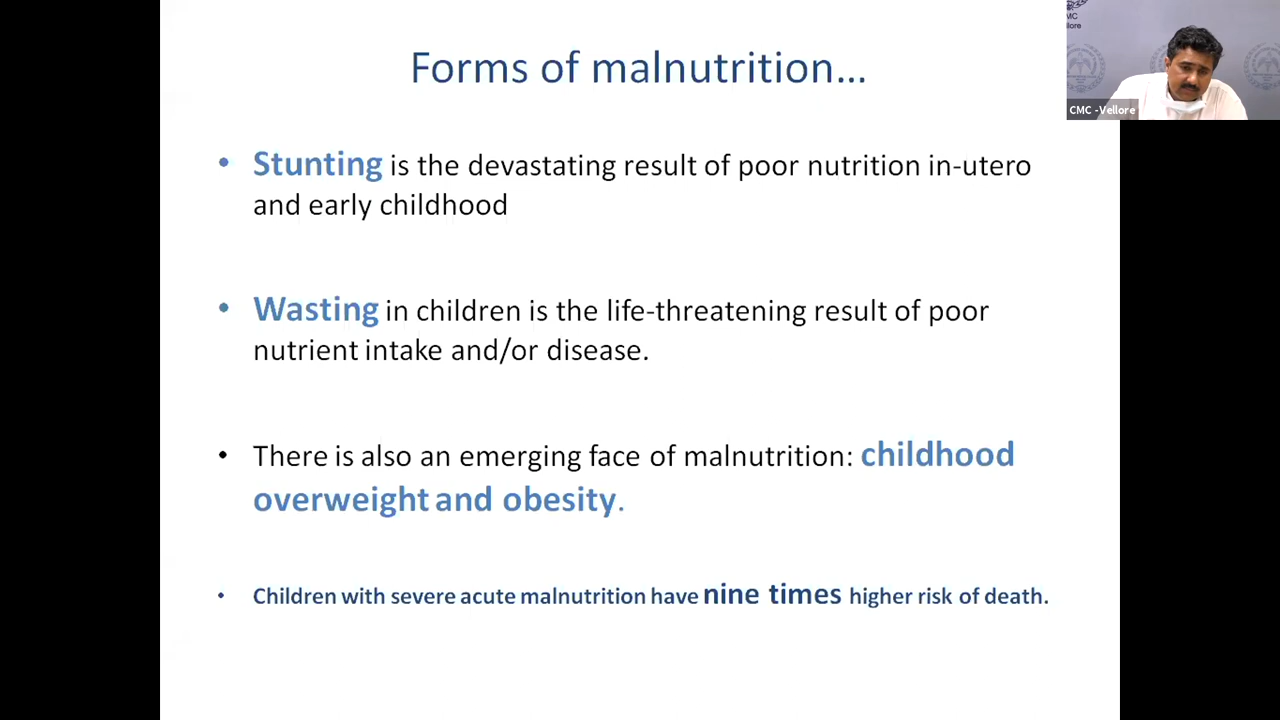 Forms of malnutrition...
• Stunting is the devastating result of poor nutrition in-utero
and early childhood
• Wasting in children is the life-threatening result of poor
nutrient intake and/or disease.
• There is also an emerging face of malnutrition: childhood
overweight and obesity.
• Children with severe acute malnutrition have nine times higher risk of death.
CMC -Vellore